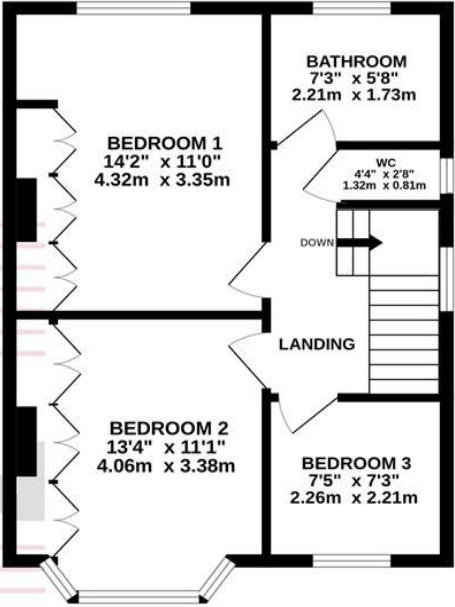 BATHROOM
7'3" x 5'8"
2.21m x 1.73m
BEDROOM 1
14'2" x 11'0"
4.32m x 3.35m
WC
4'4" x 2'8"
1.32m x 0.81m
DOWN
LANDING
BEDROOM 2
13'4" x 11'1"
4.06m x 3.38m
BEDROOM 3
7'5" x 7'3"
2.26m x 2.21m